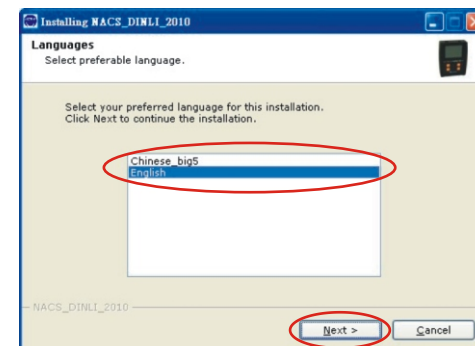 Installing NACS_DINLI_2010
Languages
Select preferable language.
Select your preferred language for this installation.
Click Next to continue the installation.
Chinese_big5
English
NACS_DINLI_2010
Next >
Cancel